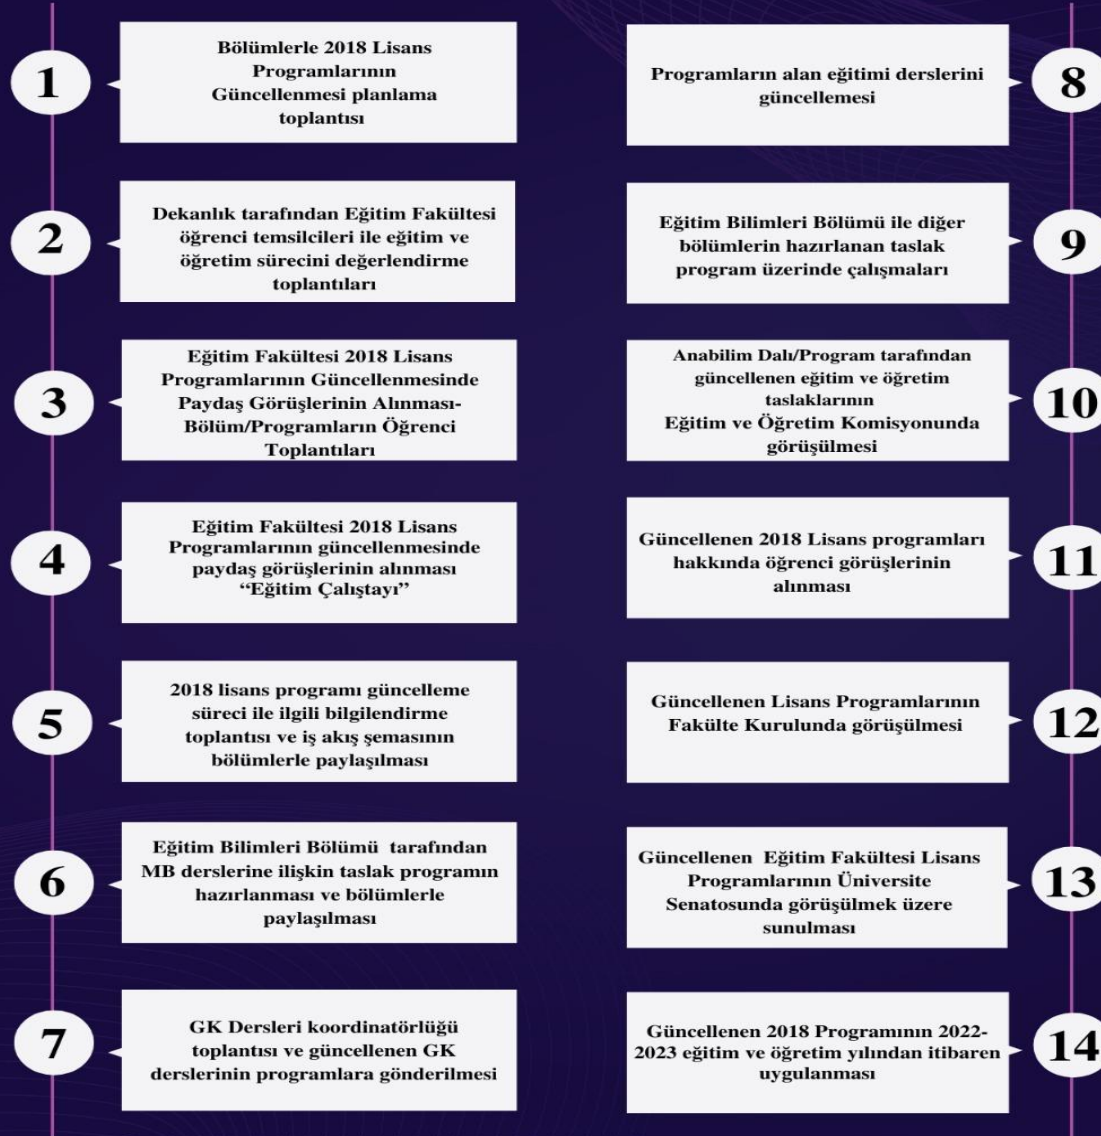 1
Bölümlerle 2018 Lisans
Programlarının
Güncellenmesi planlama
toplantısı
2
Dekanlık tarafından Eğitim Fakültesi
öğrenci temsilcileri ile eğitim ve
öğretim sürecini değerlendirme
toplantıları
3
Eğitim Fakültesi 2018 Lisans
Programlarının Güncellenmesinde
Paydaş Görüşlerinin Alınması-
Bölüm/Programların Öğrenci
Toplantıları
4
Eğitim Fakültesi 2018 Lisans
Programlarının güncellenmesinde
paydaş görüşlerinin alınması
“Eğitim Çalıştayı”
5
2018 lisans programı güncelleme
süreci ile ilgili bilgilendirme
toplantısı ve iş akış şemasının
bölümlerle paylaşılması
6
Eğitim Bilimleri Bölümü tarafından
MB derslerine ilişkin taslak programın
hazırlanması ve bölümlerle
paylaşılması
7
GK Dersleri koordinatörlüğü
toplantısı ve güncellenen GK
derslerinin programlara gönderilmesi
8
Programların alan eğitimi derslerini
güncellemesi
9
Eğitim Bilimleri Bölümü ile diğer
bölümlerin hazırlanan taslak
program üzerinde çalışmaları
10
Anabilim Dalı/Program tarafından
güncellenen eğitim ve öğretim
taslaklarının
Eğitim ve Öğretim Komisyonunda
görüşülmesi
11
Güncellenen 2018 Lisans programları
hakkında öğrenci görüşlerinin
alınması
12
Güncellenen Lisans Programlarının
Fakülte Kurulunda görüşülmesi
13
Güncellenen Eğitim Fakültesi Lisans
Programlarının Üniversite
Senatosunda görüşülmek üzere
sunulması
14
Güncellenen 2018 Programının 2022-
2023 eğitim ve öğretim yılından itibaren
uygulanması